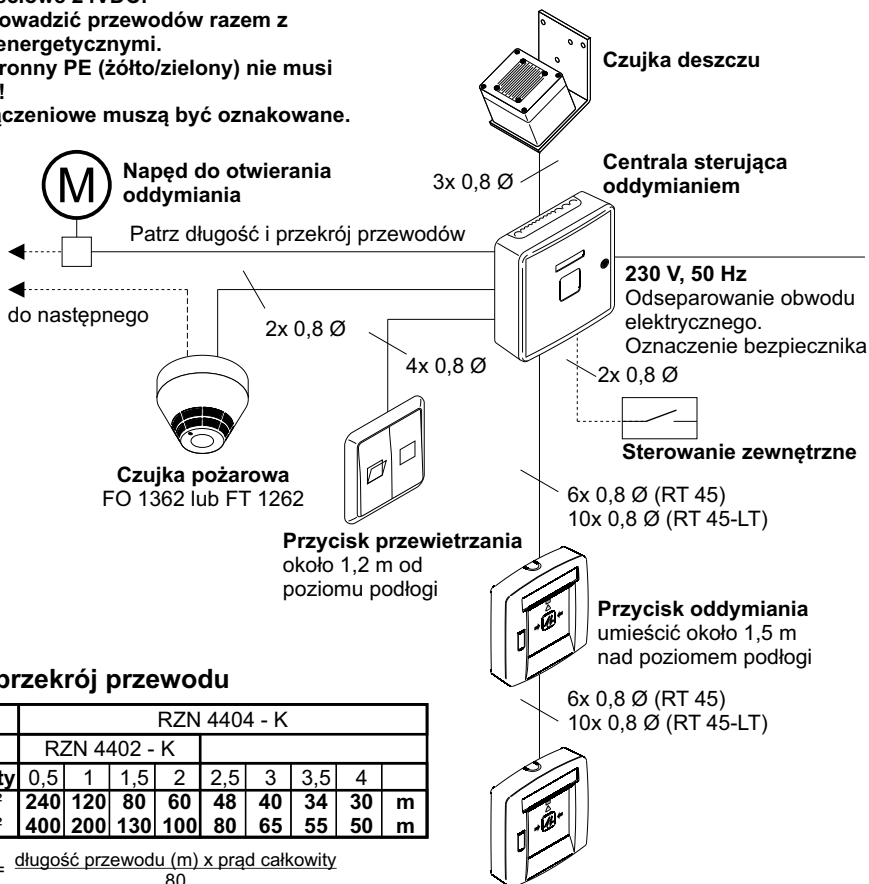 owadzić przewodów razem z
energetycznymi.
ronny PE (żółto/zielony) nie musi
!
czeniowe muszą być oznakowane.
Czujka deszczu
M
Napęd do otwierania
oddymiania
3x 0,8 Ø
Centrala sterująca
oddymianiem
Patrz długość i przekrój przewodów
230 V, 50 Hz
Odseparowanie obwodu
elektrycznego.
Oznaczenie bezpiecznika
do następnego
2x 0,8 Ø
4x 0,8 Ø
2x 0,8 Ø
Sterowanie zewnętrzne
Czujka pożarowa
FO 1362 lub FT 1262
6x 0,8 Ø (RT 45)
10x 0,8 Ø (RT 45-LT)
Przycisk przewietrzania
około 1,2 m od
poziomu podłogi
Przycisk oddymiania
umieścić około 1,5 m
nad poziomem podłogi
przekrój przewodu
6x 0,8 Ø (RT 45)
10x 0,8 Ø (RT 45-LT)
RZN 4404 - K
RZN 4402 - K
ty 0,5 1 1,5 2 2,5 3 3,5 4
² 240 120 80 60 48 40 34 30 m
² 400 200 130 100 80 65 55 50 m
= długość przewodu (m) x prąd całkowity
80